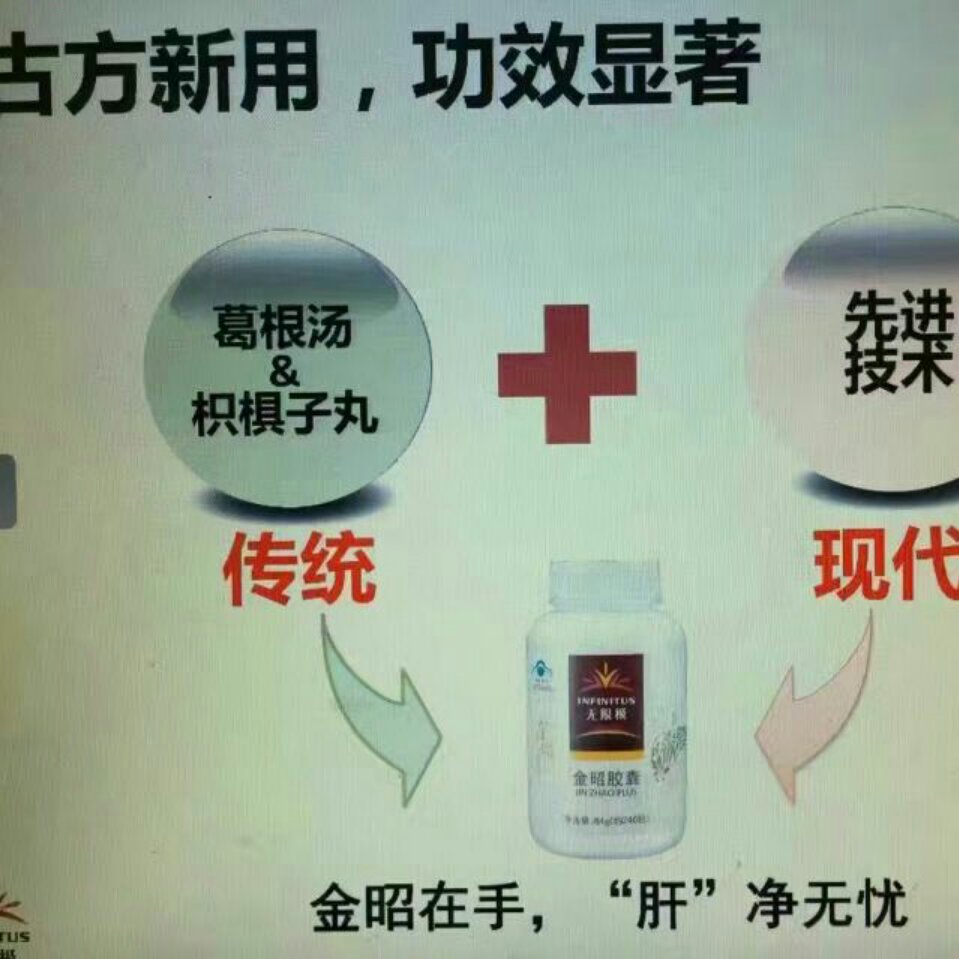 古方新用，功效显著
葛根汤
&
枳椇子丸
先进
技术
传统
现代
INFINITUS
无限极
金昭胶囊
JIN ZHAO PLUS
金昭在手，“肝”净无忧